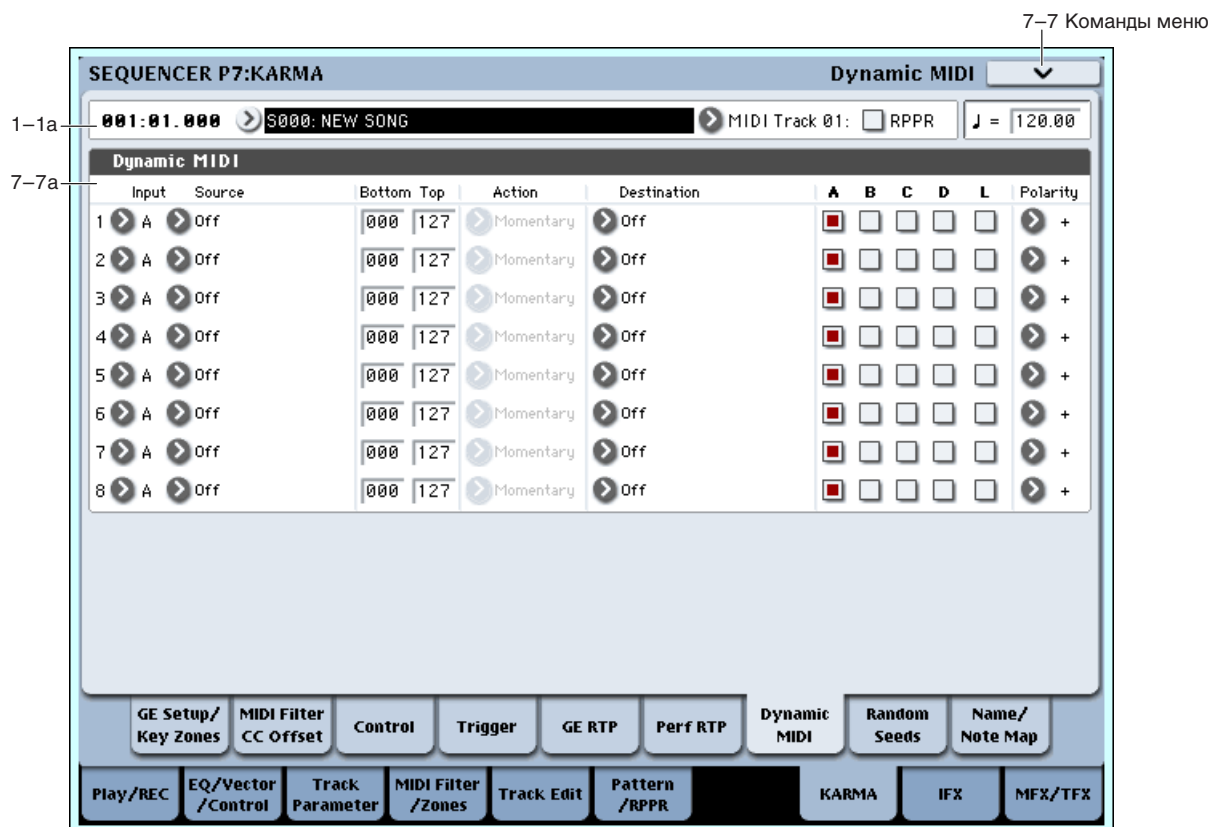 7–7 Команды меню
SEQUENCER P7:KARMA Dynamic MIDI
1–1a 001:01.000 S000: NEW SONG MIDI Track 01: RPPR ♩ = 120.00
Dynamic MIDI
7–7a
Input Source Bottom Top Action Destination A B C D L Polarity
1 A Off 000 127 Momentary Off +
2 A Off 000 127 Momentary Off +
3 A Off 000 127 Momentary Off +
4 A Off 000 127 Momentary Off +
5 A Off 000 127 Momentary Off +
6 A Off 000 127 Momentary Off +
7 A Off 000 127 Momentary Off +
8 A Off 000 127 Momentary Off +
GE Setup/ MIDI Filter Control Trigger GE RTP Perf RTP Dynamic Random Name/
Key Zones CC Offset MIDI Seeds Note Map
Play/REC EQ/Vector Track MIDI Filter Track Edit Pattern KARMA IFX MFX/TFX
/Control Parameter /Zones /RPPR